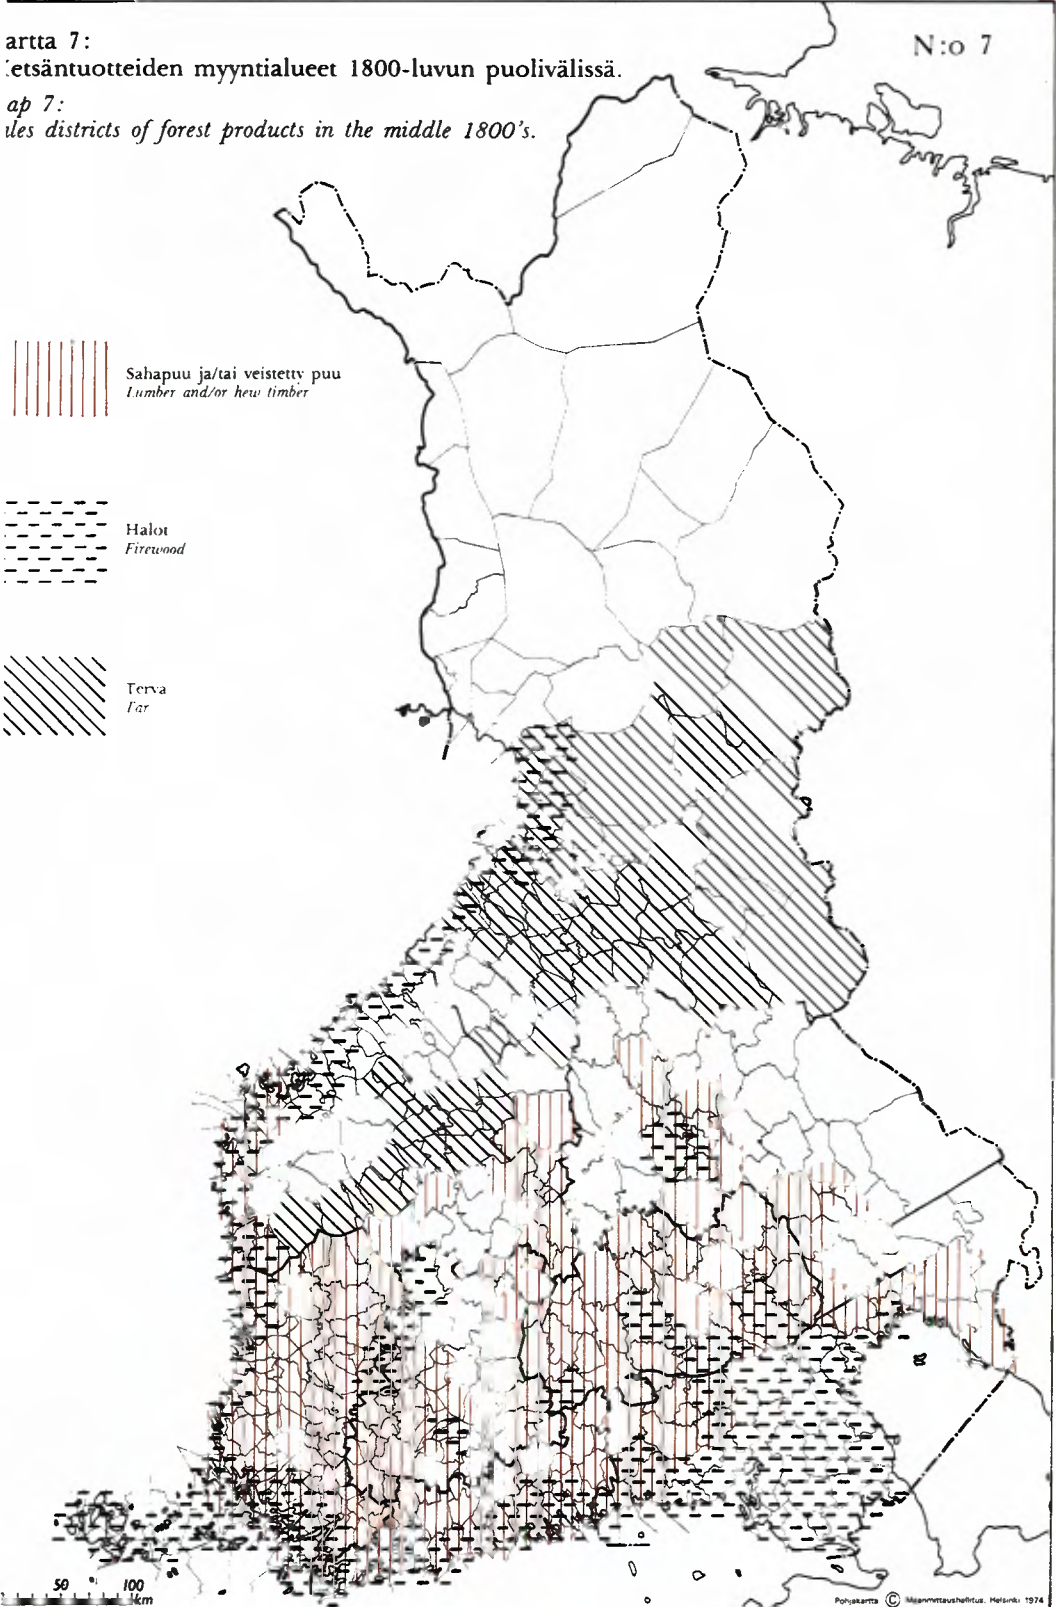 N:o 7
artta 7:
etsäntuotteiden myyntialueet 1800-luvun puolivälissä.
ap 7:
ales districts of forest products in the middle 1800's.
Sahapuu ja/tai veistetty puu
Lumber and/or hew timber
Halot
Firewood
Terva
Tar
50 100
km
Pohjakartta © Maanmittaushallitus, Helsinki 1974